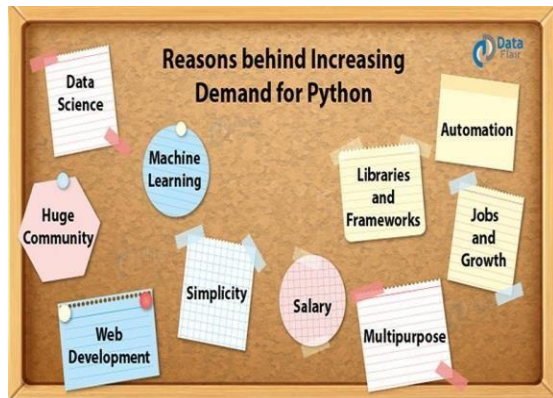 Reasons behind Increasing
Demand for Python
Data
Flair
Data
Science
Machine
Learning
Automation
Libraries
and
Frameworks
Huge
Community
Jobs
and
Growth
Simplicity
Salary
Web
Development
Multipurpose